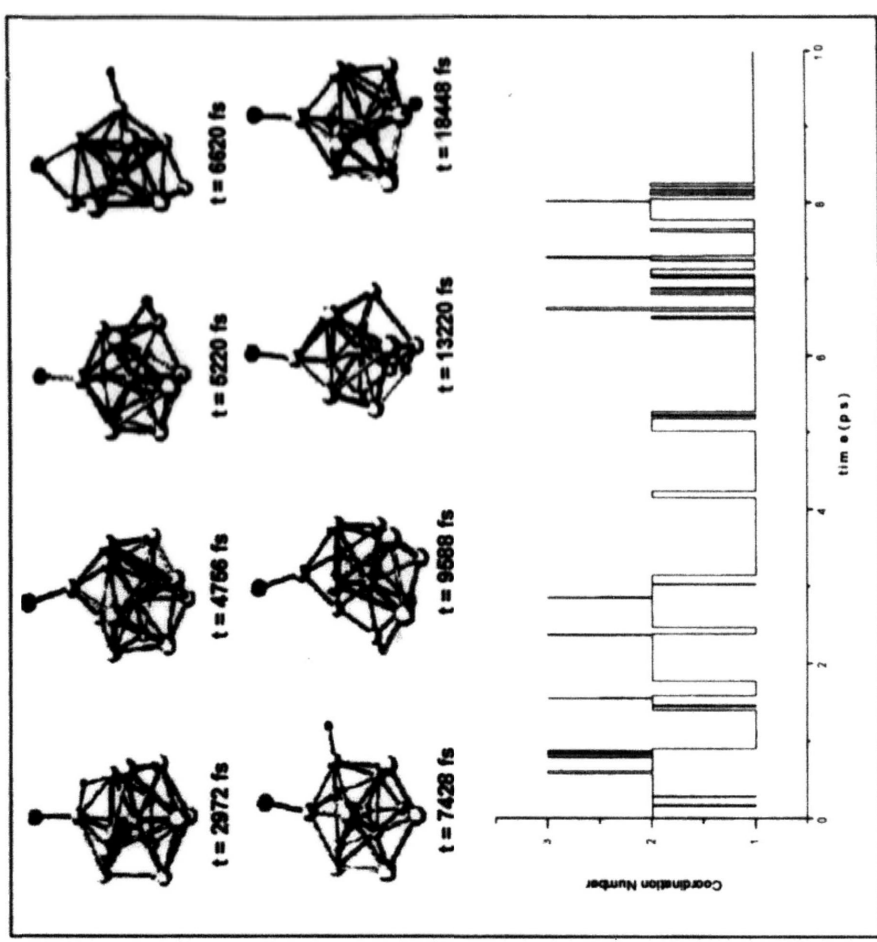 t = 2972 fs
t = 4756 fs
t = 5220 fs
t = 6620 fs
t = 7428 fs
t = 9588 fs
t = 13220 fs
t = 18448 fs
Coordination Number
3
2
1
0
2
4
6
8
10
time (ps)